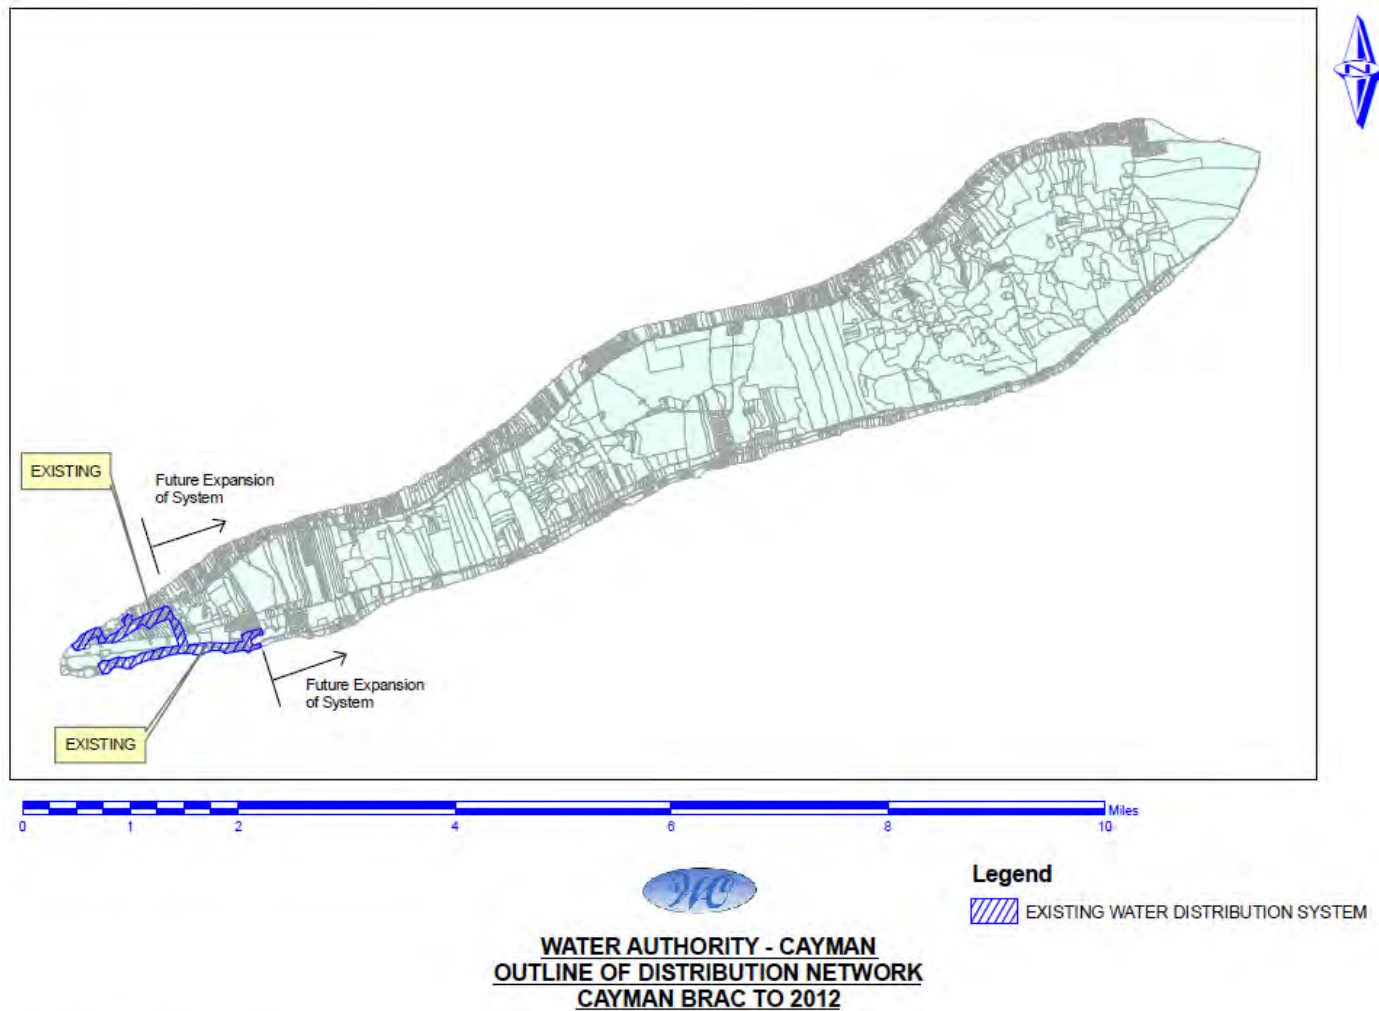 N
EXISTING
Future Expansion
of System
Future Expansion
of System
EXISTING
0 1 2 4 6 8 10 Miles
WC
Legend
EXISTING WATER DISTRIBUTION SYSTEM
WATER AUTHORITY - CAYMAN
OUTLINE OF DISTRIBUTION NETWORK
CAYMAN BRAC TO 2012